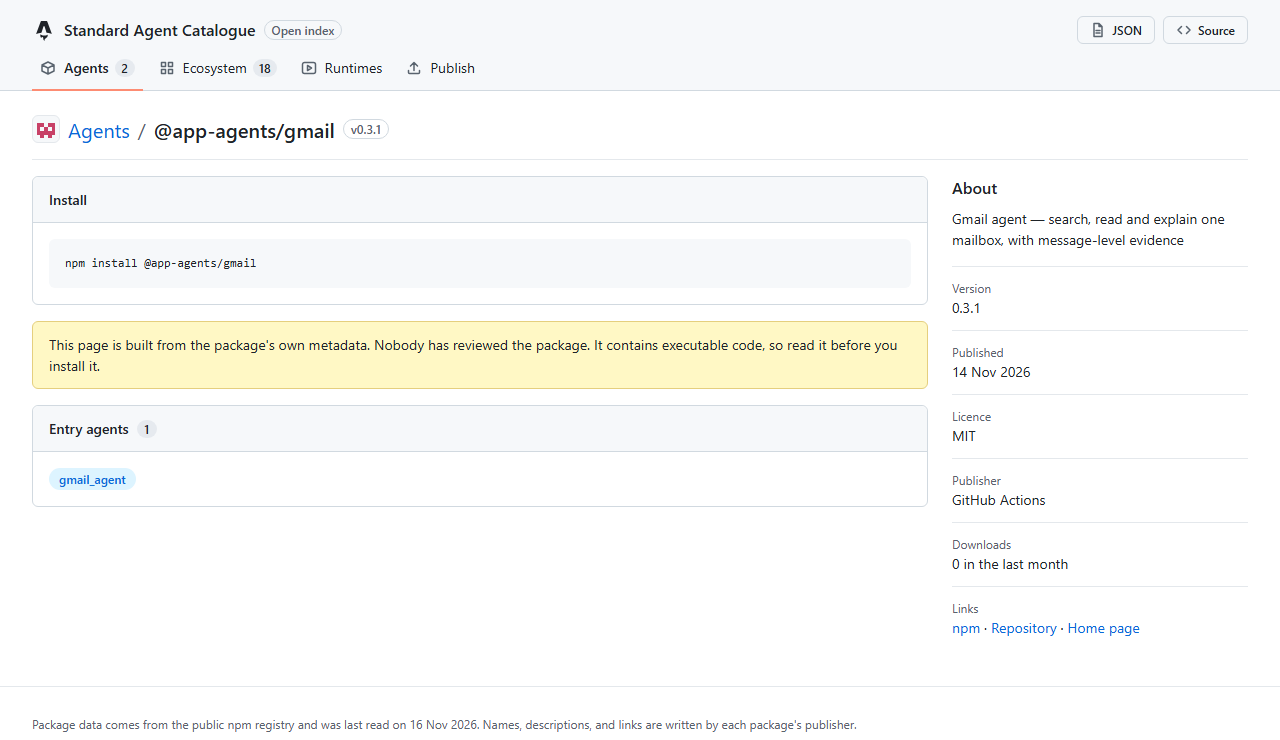 Standard Agent Catalogue Open index
JSON
Source
Agents 2
Ecosystem 18
Runtimes
Publish
Agents / @app-agents/gmail v0.3.1
Install
npm install @app-agents/gmail
This page is built from the package's own metadata. Nobody has reviewed the package. It contains executable code, so read it before you
install it.
Entry agents 1
gmail_agent
About
Gmail agent — search, read and explain one
mailbox, with message-level evidence
Version
0.3.1
Published
14 Nov 2026
Licence
MIT
Publisher
GitHub Actions
Downloads
0 in the last month
Links
npm · Repository · Home page
Package data comes from the public npm registry and was last read on 16 Nov 2026. Names, descriptions, and links are written by each package's publisher.